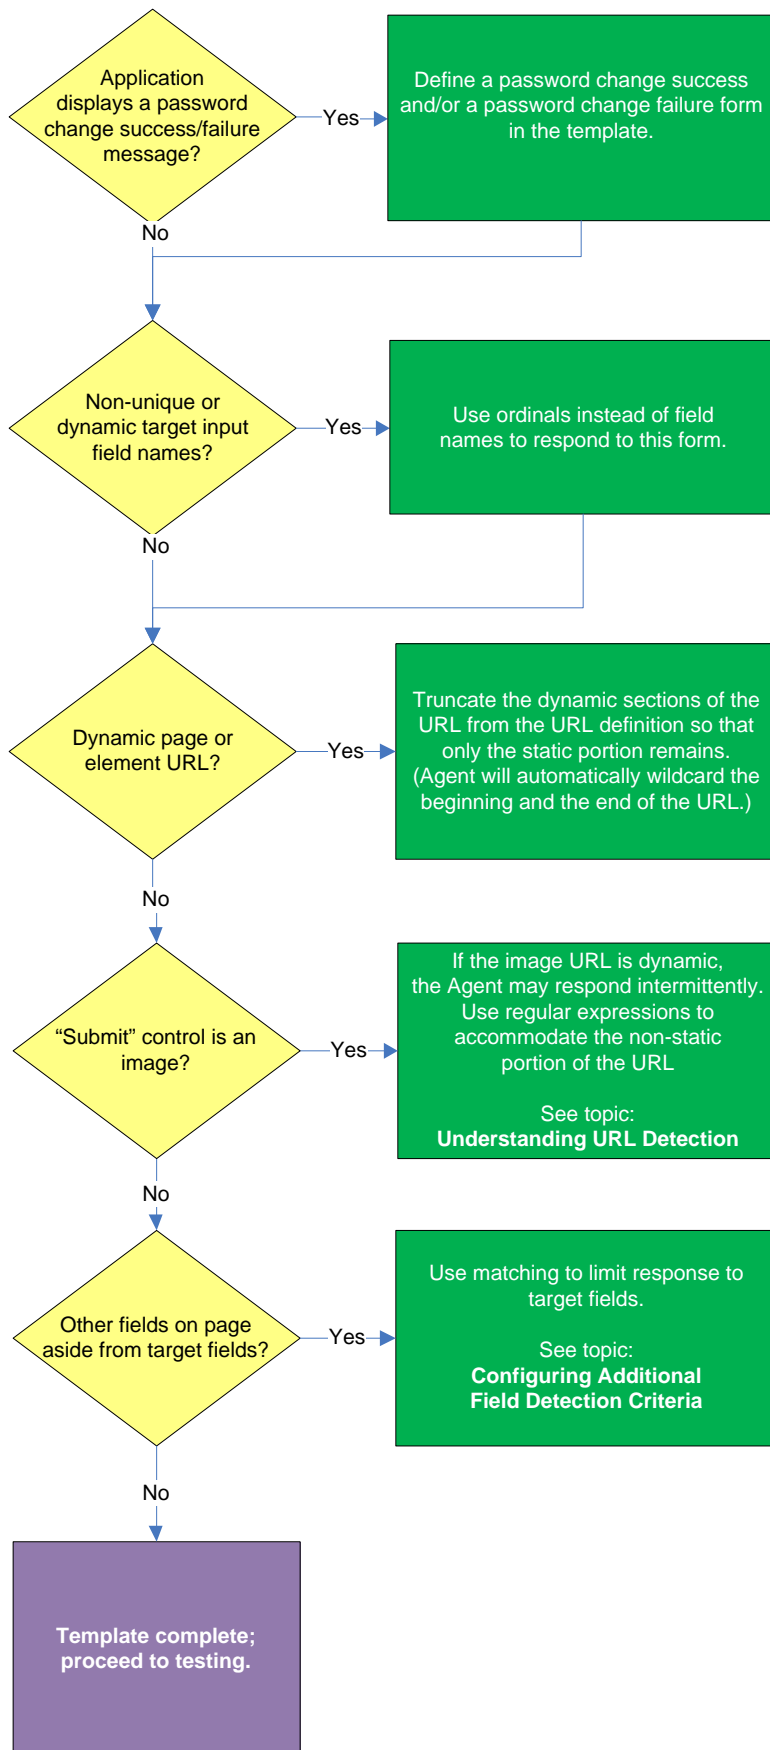 Application
displays a password
change success/failure
message?
Yes
Define a password change success
and/or a password change failure form
in the template.
No
Non-unique or
dynamic target input
field names?
Yes
Use ordinals instead of field
names to respond to this form.
No
Dynamic page or
element URL?
Yes
Truncate the dynamic sections of the
URL from the URL definition so that
only the static portion remains.
(Agent will automatically wildcard the
beginning and the end of the URL.)
No
“Submit” control is an
image?
Yes
If the image URL is dynamic,
the Agent may respond intermittently.
Use regular expressions to
accommodate the non-static
portion of the URL
See topic:
Understanding URL Detection
No
Other fields on page
aside from target fields?
Yes
Use matching to limit response to
target fields.
See topic:
Configuring Additional
Field Detection Criteria
No
Template complete;
proceed to testing.